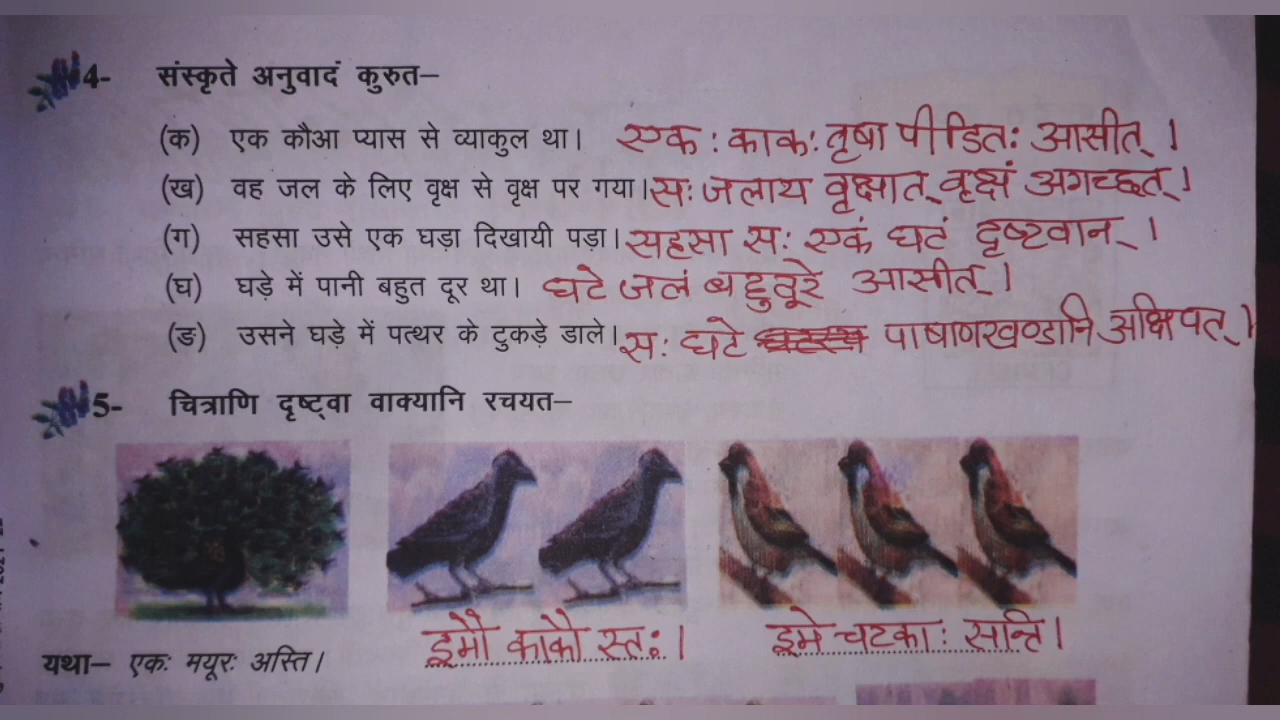 4- संस्कृते अनुवादं कुरुत–
(क) एक कौआ प्यास से व्याकुल था। एक: काक: तृषा पीडित: आसीत्।
(ख) वह जल के लिए वृक्ष से वृक्ष पर गया। स: जलाय वृक्षात् वृक्षं अगच्छत्।
(ग) सहसा उसे एक घड़ा दिखायी पड़ा। सहसा स: एकं घटं दृष्टवान्।
(घ) घड़े में पानी बहुत दूर था। घटे जलं बहुदूरे आसीत्।
(ङ) उसने घड़े में पत्थर के टुकड़े डाले। स: घटे पाषाणखण्डानि अक्षिपत्।
5- चित्राणि दृष्ट्वा वाक्यानि रचयत–
इमौ काकौ स्त:। इमे चटका: सन्ति।
यथा– एकः मयूरः अस्ति।